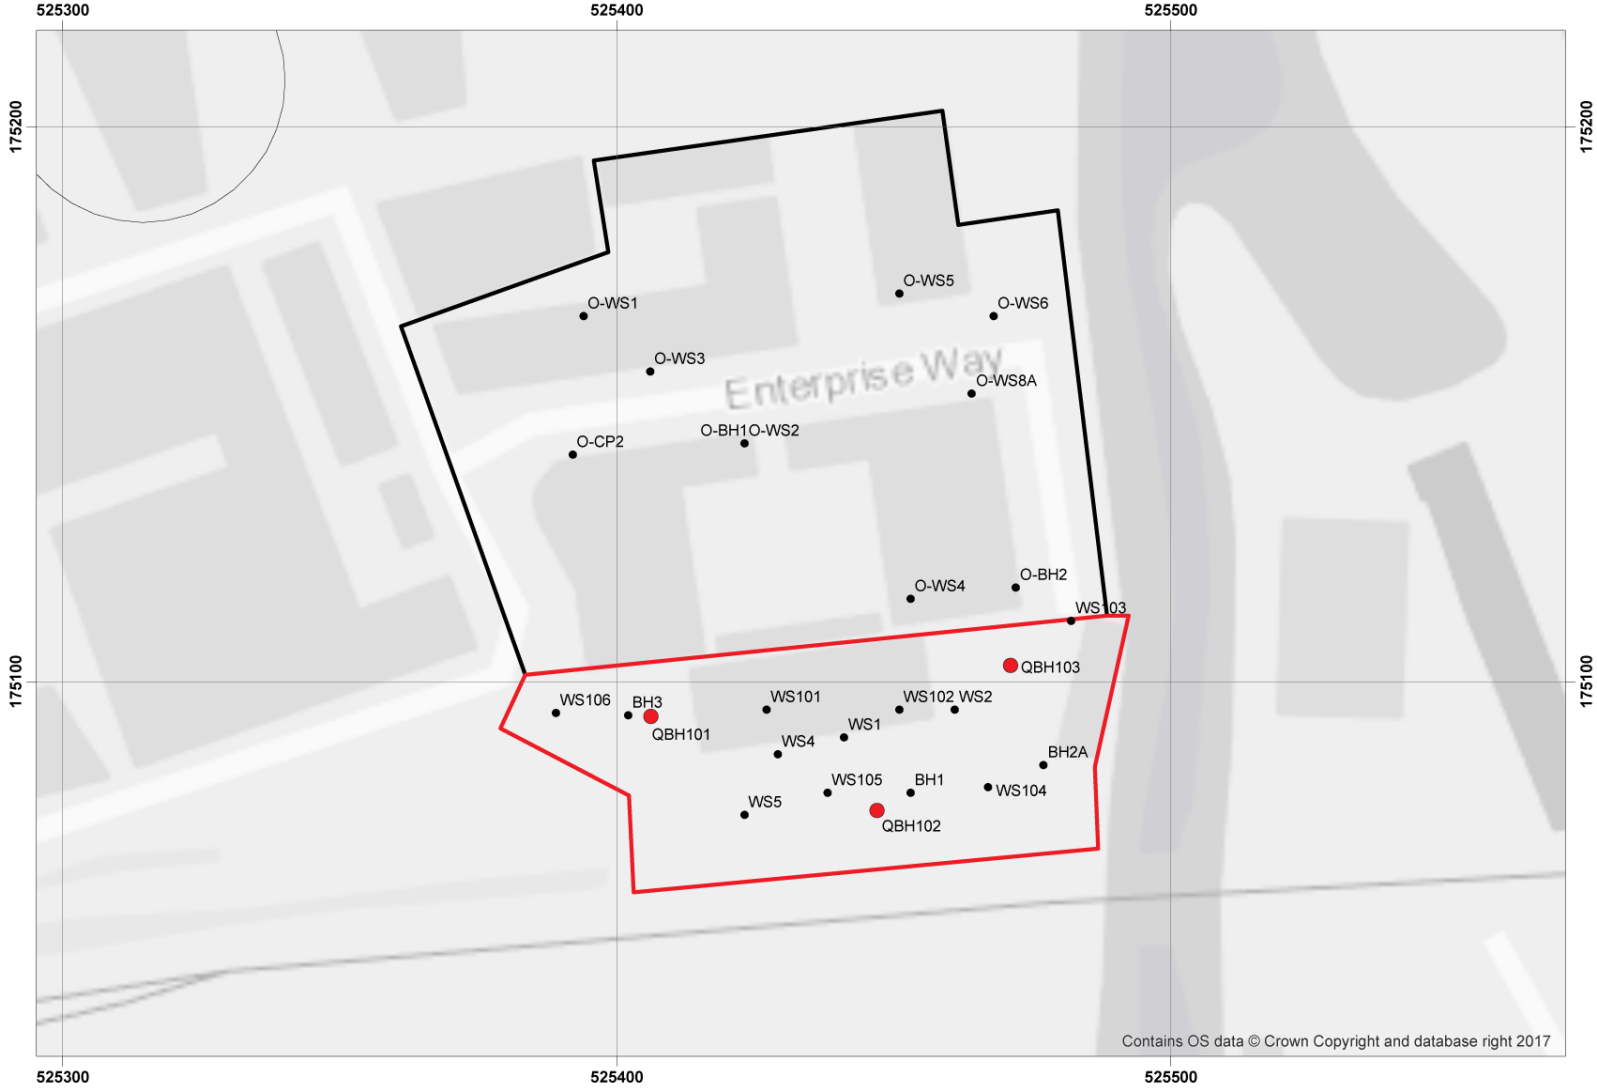 525300 525400 525500
175200 175200
O-WS5
O-WS1 O-WS6
O-WS3
Enterprise Way
O-WS8A
O-BH1O-WS2
O-CP2
O-BH2
O-WS4
WS103
QBH103
175100 175100
WS106 BH3 WS101 WS102 WS2
QBH101 WS1
WS4
BH2A
WS105 BH1
WS104
WS5
QBH102
Contains OS data © Crown Copyright and database right 2017
525300 525400 525500